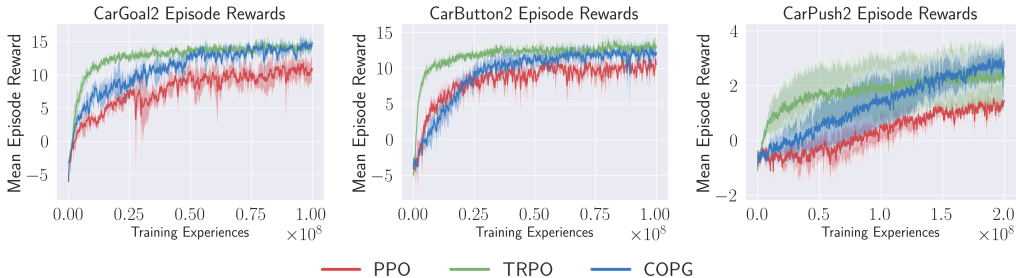 CarGoal2 Episode Rewards
Mean Episode Reward
15
10
5
0
−5
0.00 0.25 0.50 0.75 1.00
Training Experiences
×10⁸
CarButton2 Episode Rewards
Mean Episode Reward
15
10
5
0
−5
0.00 0.25 0.50 0.75 1.00
Training Experiences
×10⁸
CarPush2 Episode Rewards
Mean Episode Reward
4
2
0
−2
0.0 0.5 1.0 1.5 2.0
Training Experiences
×10⁸
PPO TRPO COPG